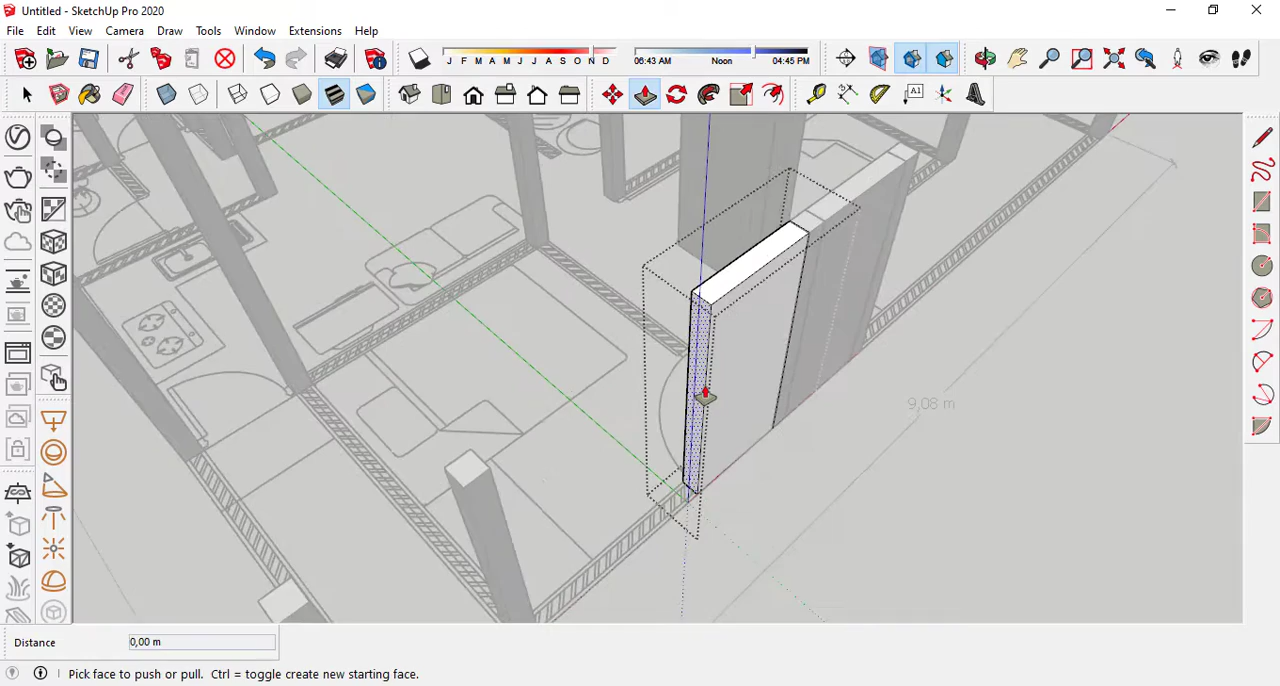 Untitled - SketchUp Pro 2020
File Edit View Camera Draw Tools Window Extensions Help
J F M A M J J A S O N D
06:43 AM Noon 04:45 PM
A1
9,08 m
Distance 0,00 m
Pick face to push or pull. Ctrl = toggle create new starting face.